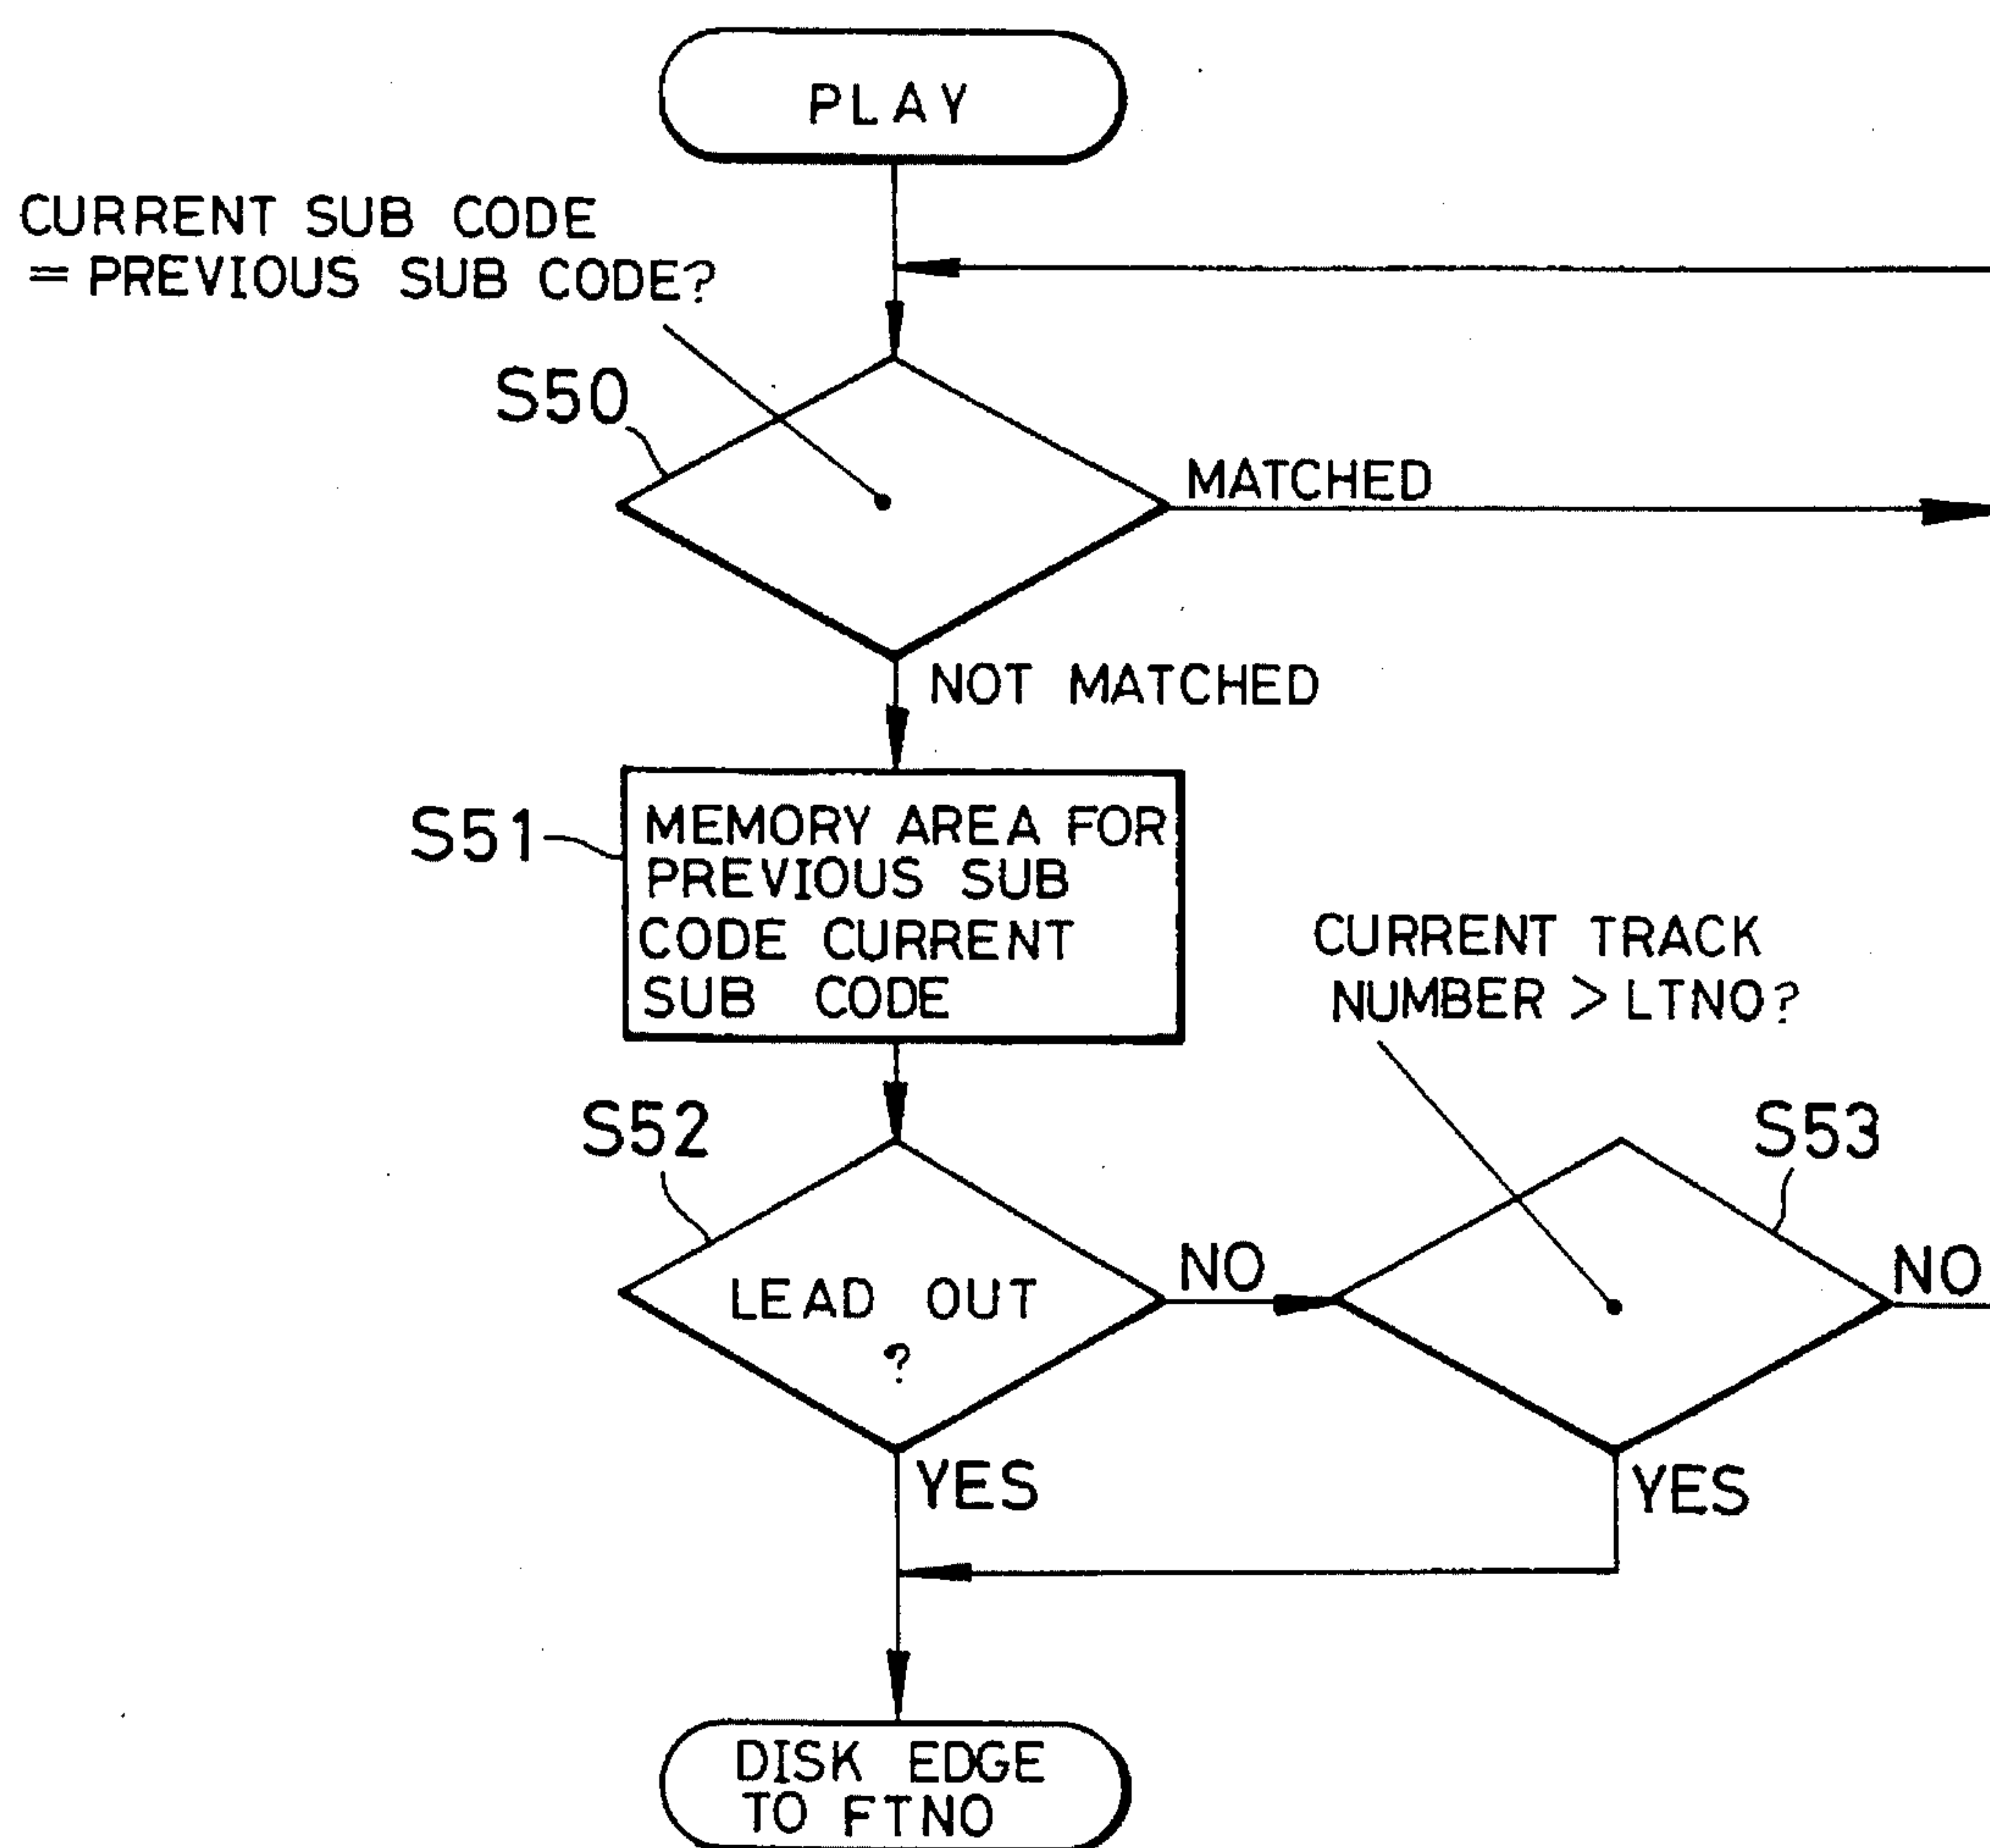 PLAY
CURRENT SUB CODE
= PREVIOUS SUB CODE?
S50
MATCHED
NOT MATCHED
S51
MEMORY AREA FOR
PREVIOUS SUB
CODE CURRENT
SUB CODE
CURRENT TRACK
NUMBER > LTNO?
S52
S53
LEAD OUT
?
NO
NO
YES
YES
DISK EDGE
TO FTNO